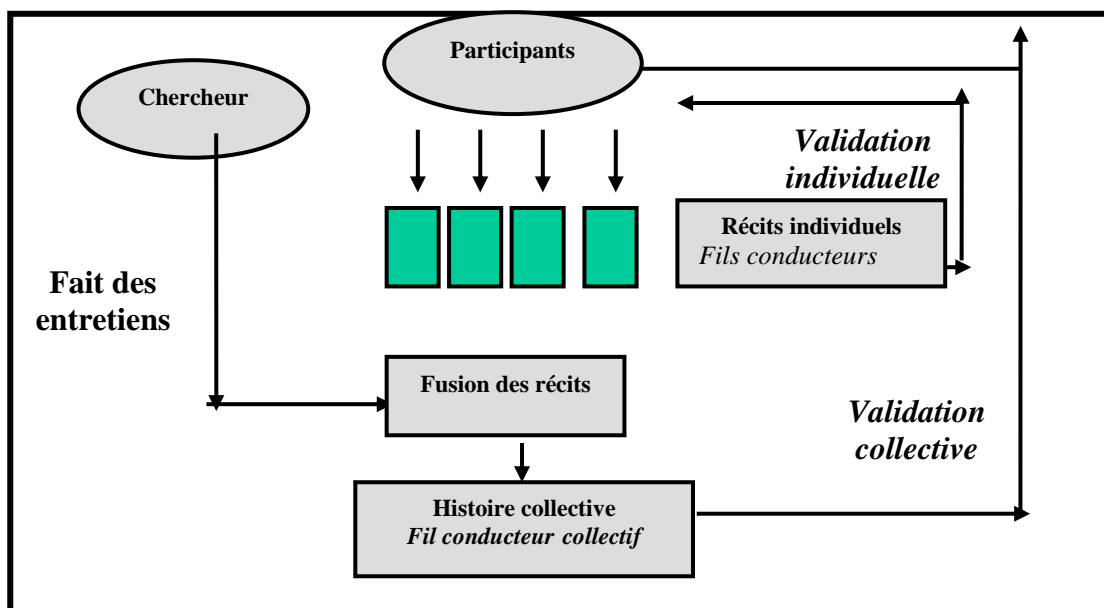 Participants
Chercheur
Validation
individuelle
Récits individuels
Fils conducteurs
Fait des
entretiens
Fusion des récits
Validation
collective
Histoire collective
Fil conducteur collectif